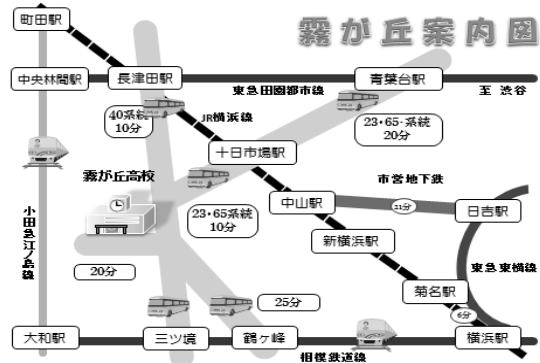 霧が丘案内図
町田駅
中央林間駅
長津田駅
東急田園都市線
青葉台駅
至 渋谷
40系統
10分
JR横浜線
23・65・系統
20分
十日市場駅
霧が丘高校
市営地下鉄
中山駅
11分
日吉駅
23・65系統
10分
小田急江ノ島線
新横浜駅
東急東横線
20分
菊名駅
25分
6分
大和駅
三ツ境
鶴ヶ峰
横浜駅
相模鉄道線